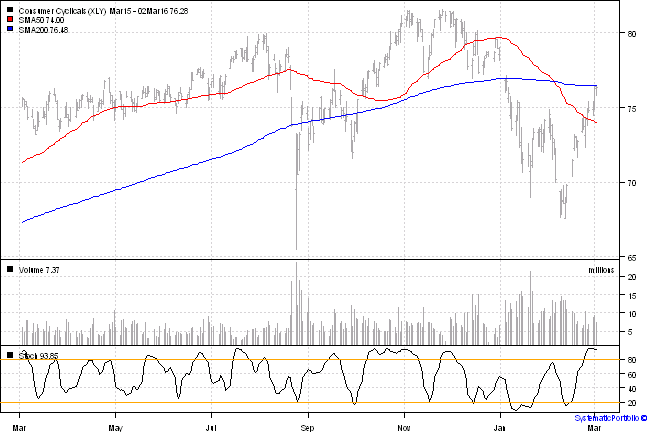 Consumer Cyclicals (XLY) Mar15 - 02Mar16 76.28
SMA50 74.00
SMA200 76.48
80
75
70
65
Volume 7.37
millions
20
15
10
5
Stoch 93.85
80
60
40
20
SystematicPortfolio ©
Mar
May
Jul
Sep
Nov
Jan
Mar